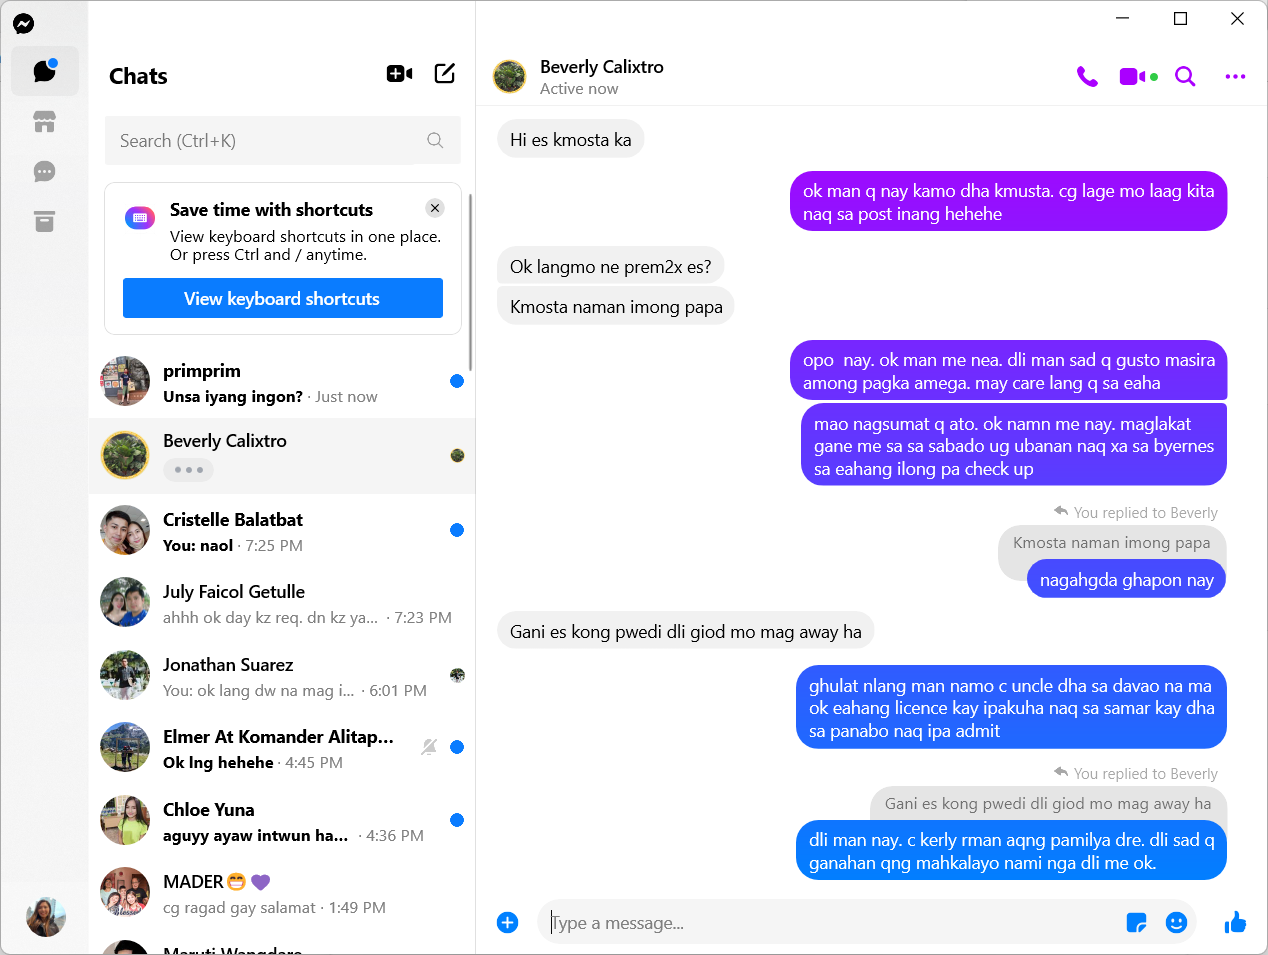 Chats
Search (Ctrl+K)
Save time with shortcuts
View keyboard shortcuts in one place.
Or press Ctrl and / anytime.
View keyboard shortcuts
primprim
Unsa iyang ingon? · Just now
Beverly Calixtro
Cristelle Balatbat
You: naol · 7:25 PM
July Faicol Getulle
ahhh ok day kz req. dn kz ya... · 7:23 PM
Jonathan Suarez
You: ok lang dw na mag i... · 6:01 PM
Elmer At Komander Alitap...
Ok lng hehehe · 4:45 PM
Chloe Yuna
aguyy ayaw intwun ha... · 4:36 PM
MADER😁💜
cg ragad gay salamat · 1:49 PM
Beverly Calixtro
Active now
Hi es kmosta ka
ok man q nay kamo dha kmusta. cg lage mo laag kita
naq sa post inang hehehe
Ok langmo ne prem2x es?
Kmosta naman imong papa
opo  nay. ok man me nea. dli man sad q gusto masira
among pagka amega. may care lang q sa eaha
mao nagsumat q ato. ok namn me nay. maglakat
gane me sa sa sabado ug ubanan naq xa sa byernes
sa eahang ilong pa check up
You replied to Beverly
Kmosta naman imong papa
nagahgda ghapon nay
Gani es kong pwedi dli giod mo mag away ha
ghulat nlang man namo c uncle dha sa davao na ma
ok eahang licence kay ipakuha naq sa samar kay dha
sa panabo naq ipa admit
You replied to Beverly
Gani es kong pwedi dli giod mo mag away ha
dli man nay. c kerly rman aqng pamilya dre. dli sad q
ganahan qng mahkalayo nami nga dli me ok.
Type a message...